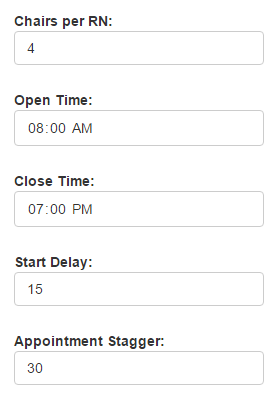 Chairs per RN:
4
Open Time:
08:00 AM
Close Time:
07:00 PM
Start Delay:
15
Appointment Stagger:
30